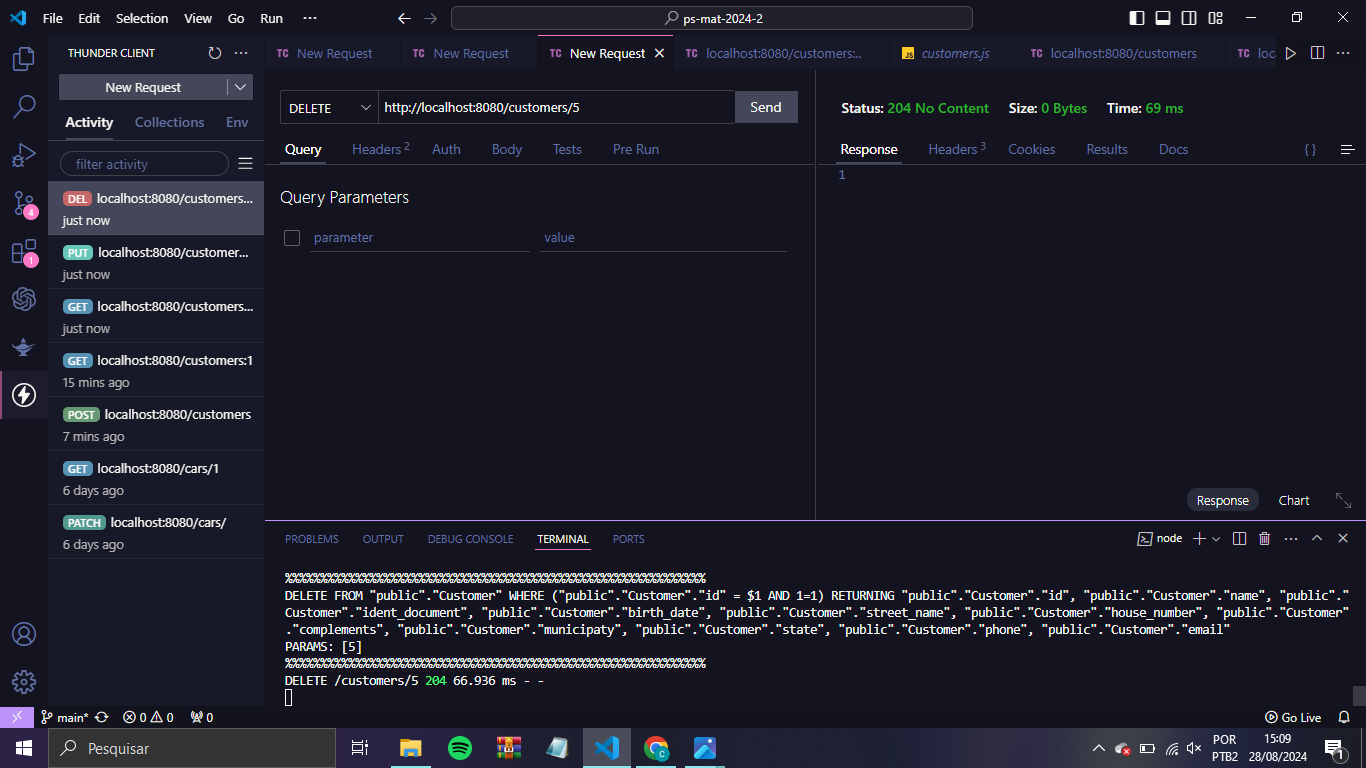 File Edit Selection View Go Run ··· ps-mat-2024-2
THUNDER CLIENT ···
New Request
Activity Collections Env
filter activity
DEL localhost:8080/customers...
just now
PUT localhost:8080/customer...
just now
GET localhost:8080/customers...
just now
GET localhost:8080/customers:1
15 mins ago
POST localhost:8080/customers
7 mins ago
GET localhost:8080/cars/1
6 days ago
PATCH localhost:8080/cars/
6 days ago
4
1
TC New Request TC New Request TC New Request TC localhost:8080/customers:... JS customers.js TC localhost:8080/customers TC loc
DELETE http://localhost:8080/customers/5 Send
Query Headers 2 Auth Body Tests Pre Run
Query Parameters
parameter value
Status: 204 No Content Size: 0 Bytes Time: 69 ms
Response Headers 3 Cookies Results Docs { }
1
Response Chart
PROBLEMS OUTPUT DEBUG CONSOLE TERMINAL PORTS node
%%%%%%%%%%%%%%%%%%%%%%%%%%%%%%%%%%%%%%%%%%%%%%%%%%%%%%%%%%%%
DELETE FROM "public"."Customer" WHERE ("public"."Customer"."id" = $1 AND 1=1) RETURNING "public"."Customer"."id", "public"."Customer"."name", "public"."
Customer"."ident_document", "public"."Customer"."birth_date", "public"."Customer"."street_name", "public"."Customer"."house_number", "public"."Customer"
."complements", "public"."Customer"."municipaty", "public"."Customer"."state", "public"."Customer"."phone", "public"."Customer"."email"
PARAMS: [5]
%%%%%%%%%%%%%%%%%%%%%%%%%%%%%%%%%%%%%%%%%%%%%%%%%%%%%%%%%%%%
DELETE /customers/5 204 66.936 ms - -
main* 0 0 0 Go Live
Pesquisar
POR
PTB2
15:09
28/08/2024
1